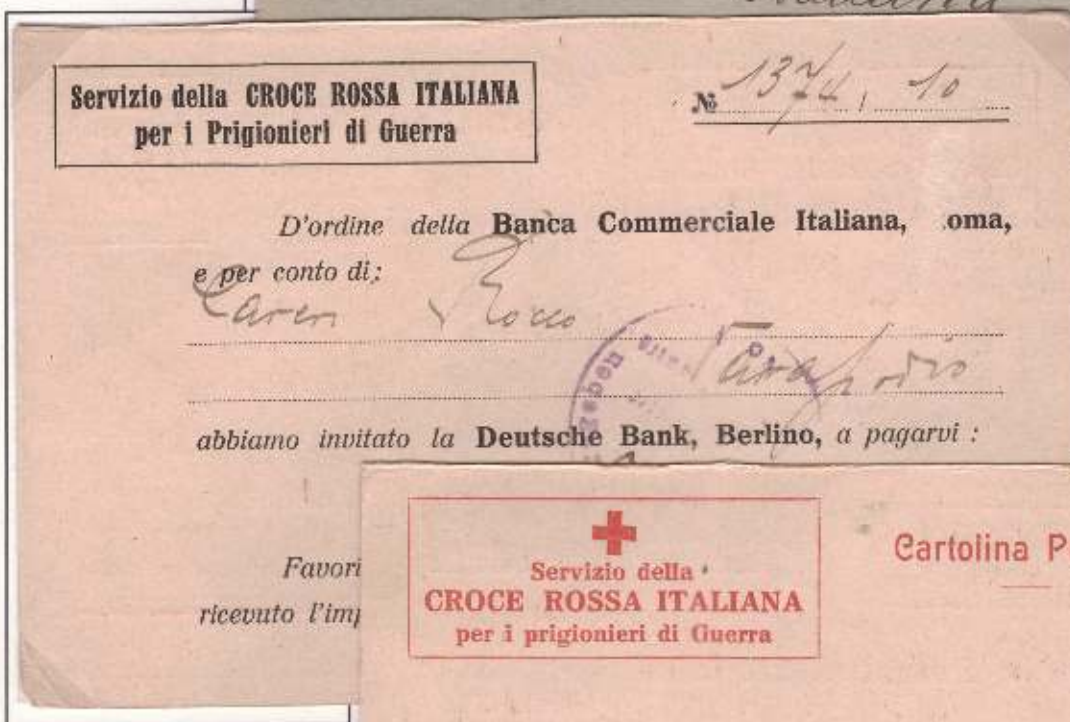 Servizio della CROCE ROSSA ITALIANA
per i Prigionieri di Guerra
№ 1374, 10
D'ordine della Banca Commerciale Italiana, oma,
e per conto di:
Rocco
abbiamo invitato la Deutsche Bank, Berlino, a pagarvi :
Favori
ricevuto l'imp
Servizio della
CROCE ROSSA ITALIANA
per i prigionieri di Guerra
Cartolina P